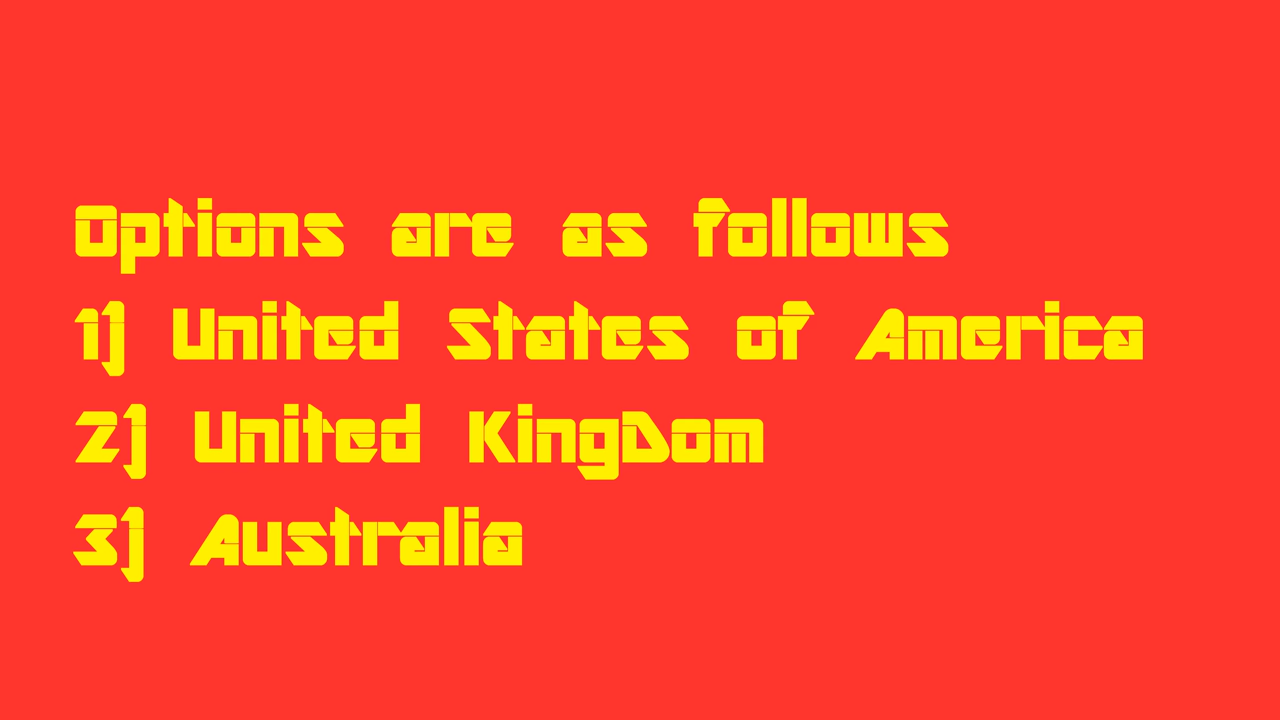 Options are as follows
1) United States of America
2) United KingDom
3) Australia